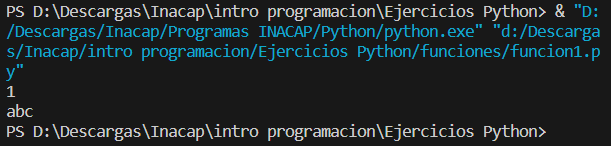 PS D:\Descargas\Inacap\intro programacion\Ejercicios Python> & "D:
/Descargas/Inacap/Programas INACAP/Python/python.exe" "d:/Descarga
s/Inacap/intro programacion/Ejercicios Python/funciones/funcion1.p
y"
1
abc
PS D:\Descargas\Inacap\intro programacion\Ejercicios Python>